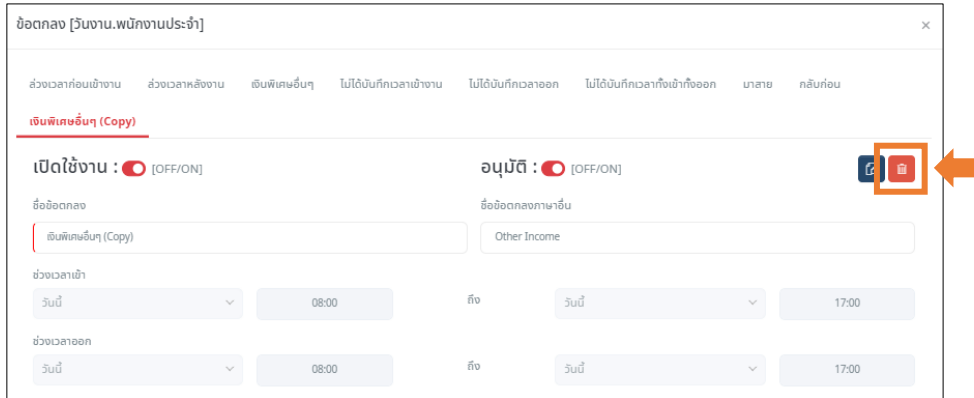 ข้อตกลง [วันงาน.พนักงานประจำ] ×
ล่วงเวลาก่อนเข้างาน ล่วงเวลาหลังงาน เงินพิเศษอื่นๆ ไม่ได้บันทึกเวลาเข้างาน ไม่ได้บันทึกเวลาออก ไม่ได้บันทึกเวลาทั้งเข้าทั้งออก มาสาย กลับก่อน
เงินพิเศษอื่นๆ (Copy)
เปิดใช้งาน : [OFF/ON] อนุมัติ : [OFF/ON]
ชื่อข้อตกลง ชื่อข้อตกลงภาษาอื่น
เงินพิเศษอื่นๆ (Copy) Other Income
ช่วงเวลาเข้า
วันนี้ 08:00 ถึง วันนี้ 17:00
ช่วงเวลาออก
วันนี้ 08:00 ถึง วันนี้ 17:00